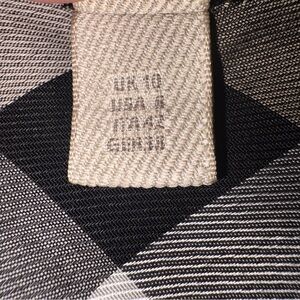 UK 10
USA 8
ITA 42
GER 38